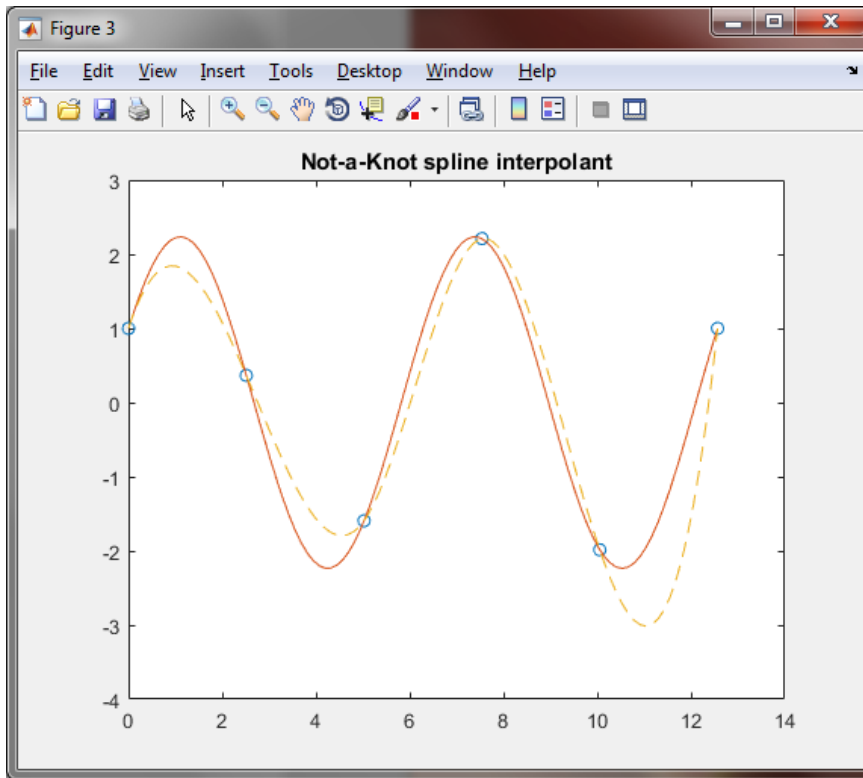 Figure 3
File Edit View Insert Tools Desktop Window Help
Not-a-Knot spline interpolant
3
2
1
0
-1
-2
-3
-4
0 2 4 6 8 10 12 14